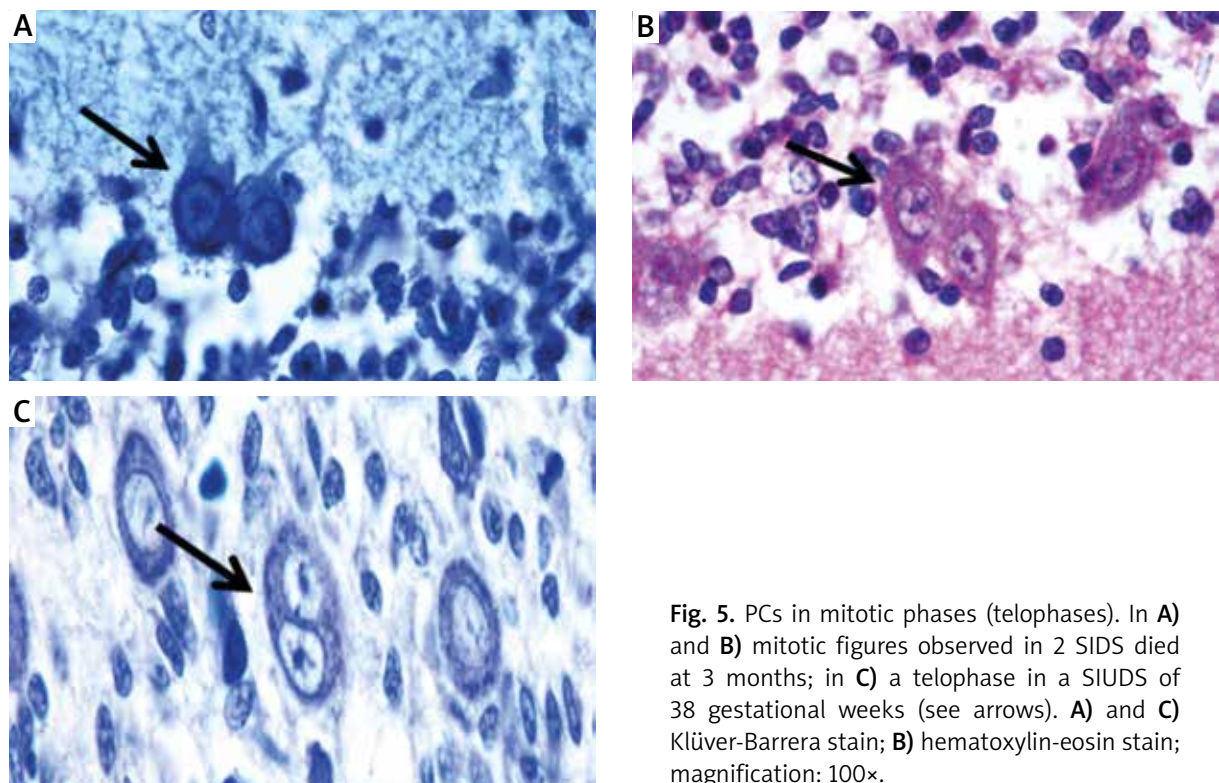 A
B
C
Fig. 5. PCs in mitotic phases (telophases). In A)
and B) mitotic figures observed in 2 SIDS died
at 3 months; in C) a telophase in a SIUDS of
38 gestational weeks (see arrows). A) and C)
Klüver-Barrera stain; B) hematoxylin-eosin stain;
magnification: 100×.